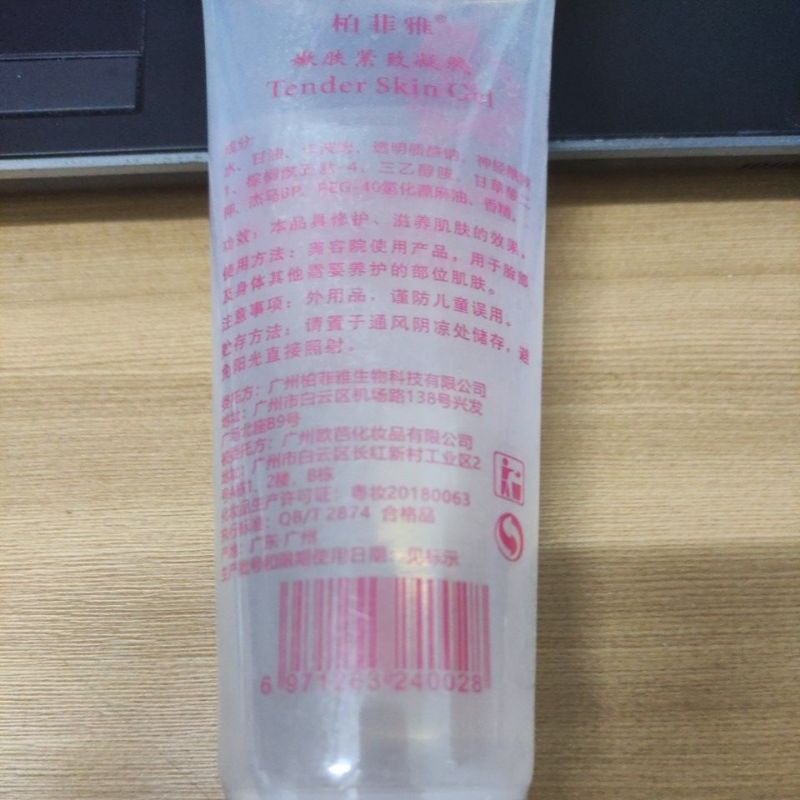 柏菲雅®
嫩肤紧致凝胶
Tender Skin Gel
成分:
水、甘油、透明质酸钠、神经酰胺
1、棕榈酰五肽-4、三乙醇胺、甘草酸二
钾、杰马BP、PEG-40氢化蓖麻油、香精。
功效:本品具修护、滋养肌肤的效果。
使用方法:美容院使用产品,用于脸部
及身体其他需要养护的部位肌肤。
注意事项:外用品,谨防儿童误用。
贮存方法:请置于通风阴凉处储存,避
免阳光直接照射。
委托方:广州柏菲雅生物科技有限公司
地址:广州市白云区机场路138号兴发
广场北座B9号
被委托方:广州欧芭化妆品有限公司
地址:广州市白云区长红新村工业区2
号A栋1、2楼,B栋
化妆品生产许可证:粤妆20180063
执行标准:QB/T 2874 合格品
产地:广东 广州
生产批号和限期使用日期:见标示
6 971263 240028